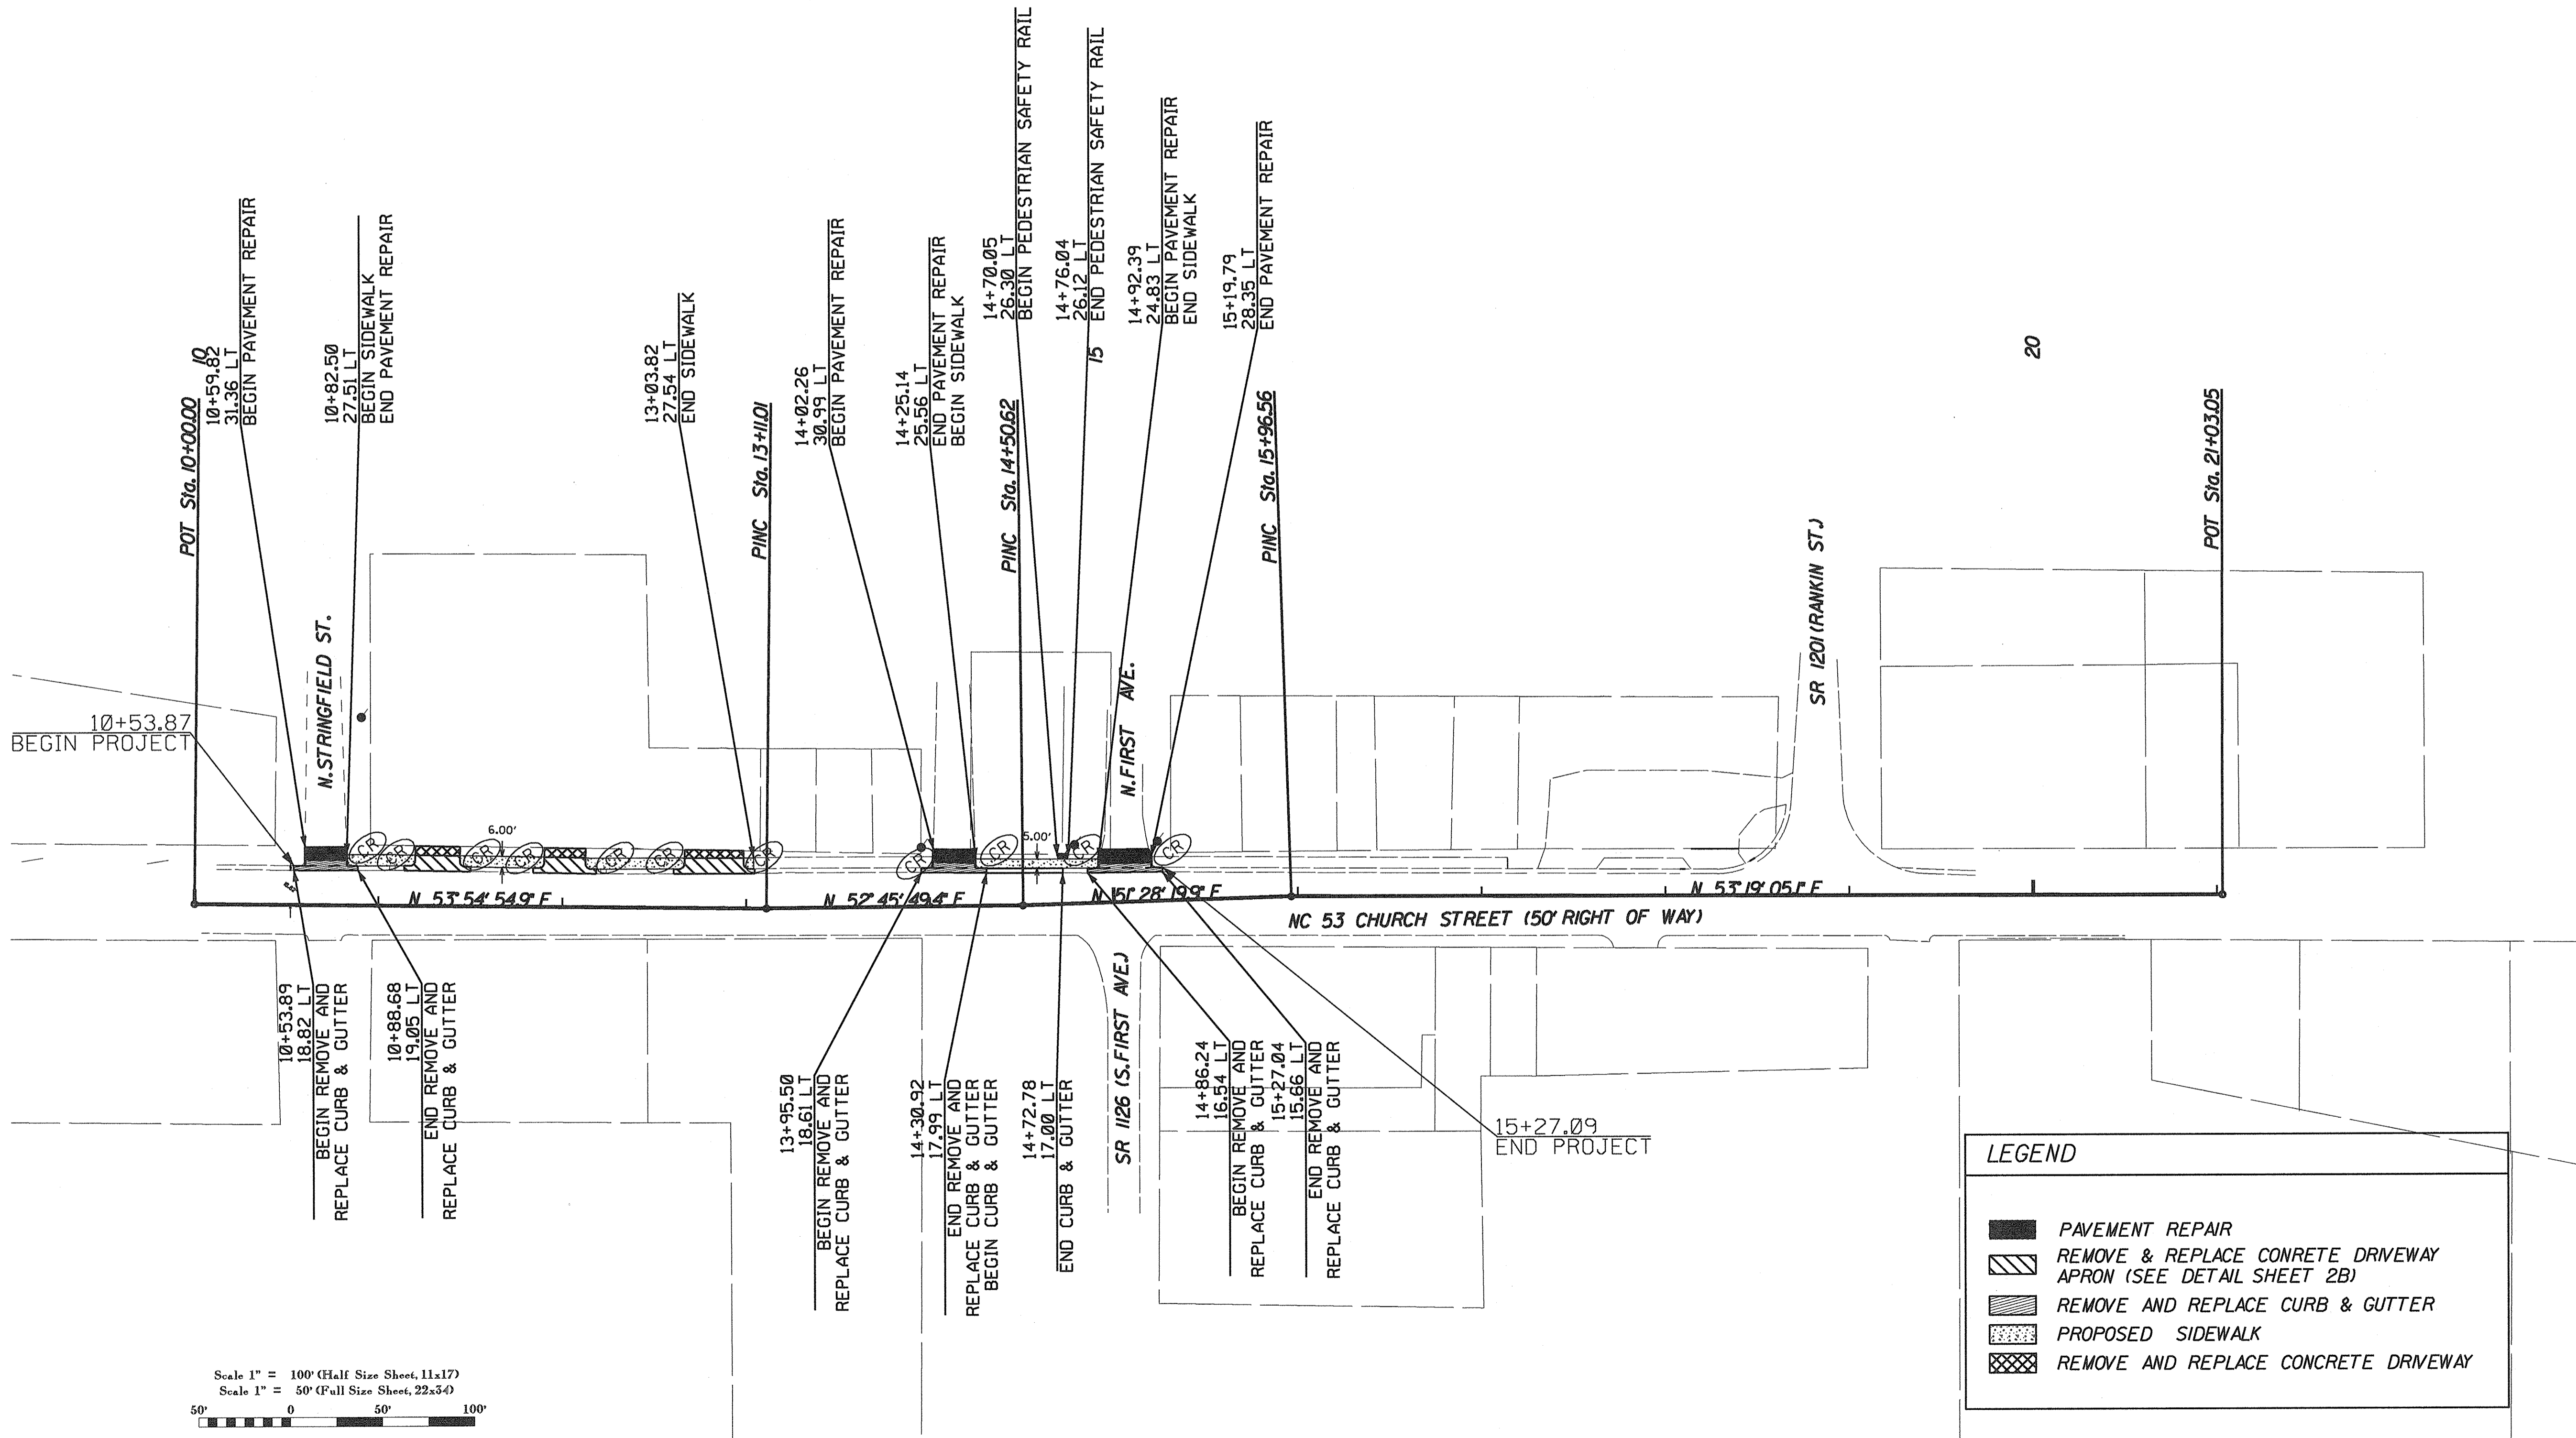 POT Sta. 10+00.00
10
10+59.82
31.36 LT
BEGIN PAVEMENT REPAIR
10+82.50
27.51 LT
BEGIN SIDEWALK
END PAVEMENT REPAIR
13+03.82
27.54 LT
END SIDEWALK
PINC Sta. 13+11.01
14+02.26
30.99 LT
BEGIN PAVEMENT REPAIR
14+25.14
25.56 LT
END PAVEMENT REPAIR
BEGIN SIDEWALK
PINC Sta. 14+50.62
14+70.05
26.30 LT
BEGIN PEDESTRIAN SAFETY RAIL
14+76.04
26.12 LT
END PEDESTRIAN SAFETY RAIL
15
14+92.39
24.83 LT
BEGIN PAVEMENT REPAIR
END SIDEWALK
15+19.79
28.35 LT
END PAVEMENT REPAIR
PINC Sta. 15+96.56
20
POT Sta. 21+03.05
10+53.87
BEGIN PROJECT
N.STRINGFIELD ST.
N.FIRST AVE.
SR 1201 (RANKIN ST.)
6.00'
5.00'
CR
CR
CR
CR
CR
CR
CR
CR
CR
CR
CR
N 53° 54' 54.9" E
N 52° 45' 49.4" E
N 51° 28' 19.9" E
N 53° 19' 05.1" E
NC 53 CHURCH STREET (50' RIGHT OF WAY)
10+53.89
18.82 LT
BEGIN REMOVE AND
REPLACE CURB & GUTTER
10+88.68
19.05 LT
END REMOVE AND
REPLACE CURB & GUTTER
13+95.50
18.61 LT
BEGIN REMOVE AND
REPLACE CURB & GUTTER
14+30.92
17.99 LT
END REMOVE AND
REPLACE CURB & GUTTER
BEGIN CURB & GUTTER
14+72.78
17.00 LT
END CURB & GUTTER
SR 1126 (S.FIRST AVE.)
14+86.24
16.54 LT
BEGIN REMOVE AND
REPLACE CURB & GUTTER
15+27.04
15.66 LT
END REMOVE AND
REPLACE CURB & GUTTER
15+27.09
END PROJECT
LEGEND
PAVEMENT REPAIR
REMOVE & REPLACE CONRETE DRIVEWAY
APRON (SEE DETAIL SHEET 2B)
REMOVE AND REPLACE CURB & GUTTER
PROPOSED SIDEWALK
REMOVE AND REPLACE CONCRETE DRIVEWAY
Scale 1" = 100' (Half Size Sheet, 11x17)
Scale 1" = 50' (Full Size Sheet, 22x34)
50' 0 50' 100'